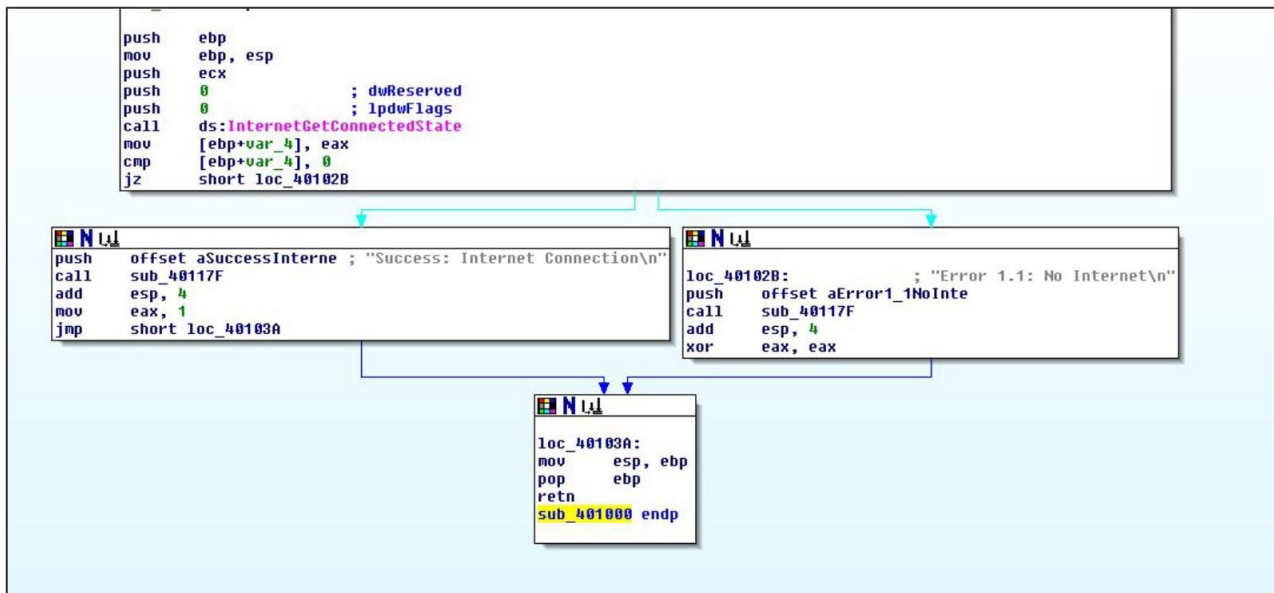 push ebp
mov ebp, esp
push ecx
push 0 ; dwReserved
push 0 ; lpdwFlags
call ds:InternetGetConnectedState
mov [ebp+var_4], eax
cmp [ebp+var_4], 0
jz short loc_40102B
push offset aSuccessInterne ; "Success: Internet Connection\n"
call sub_40117F
add esp, 4
mov eax, 1
jmp short loc_40103A
loc_40102B: ; "Error 1.1: No Internet\n"
push offset aError1_1NoInte
call sub_40117F
add esp, 4
xor eax, eax
loc_40103A:
mov esp, ebp
pop ebp
retn
sub_401000 endp